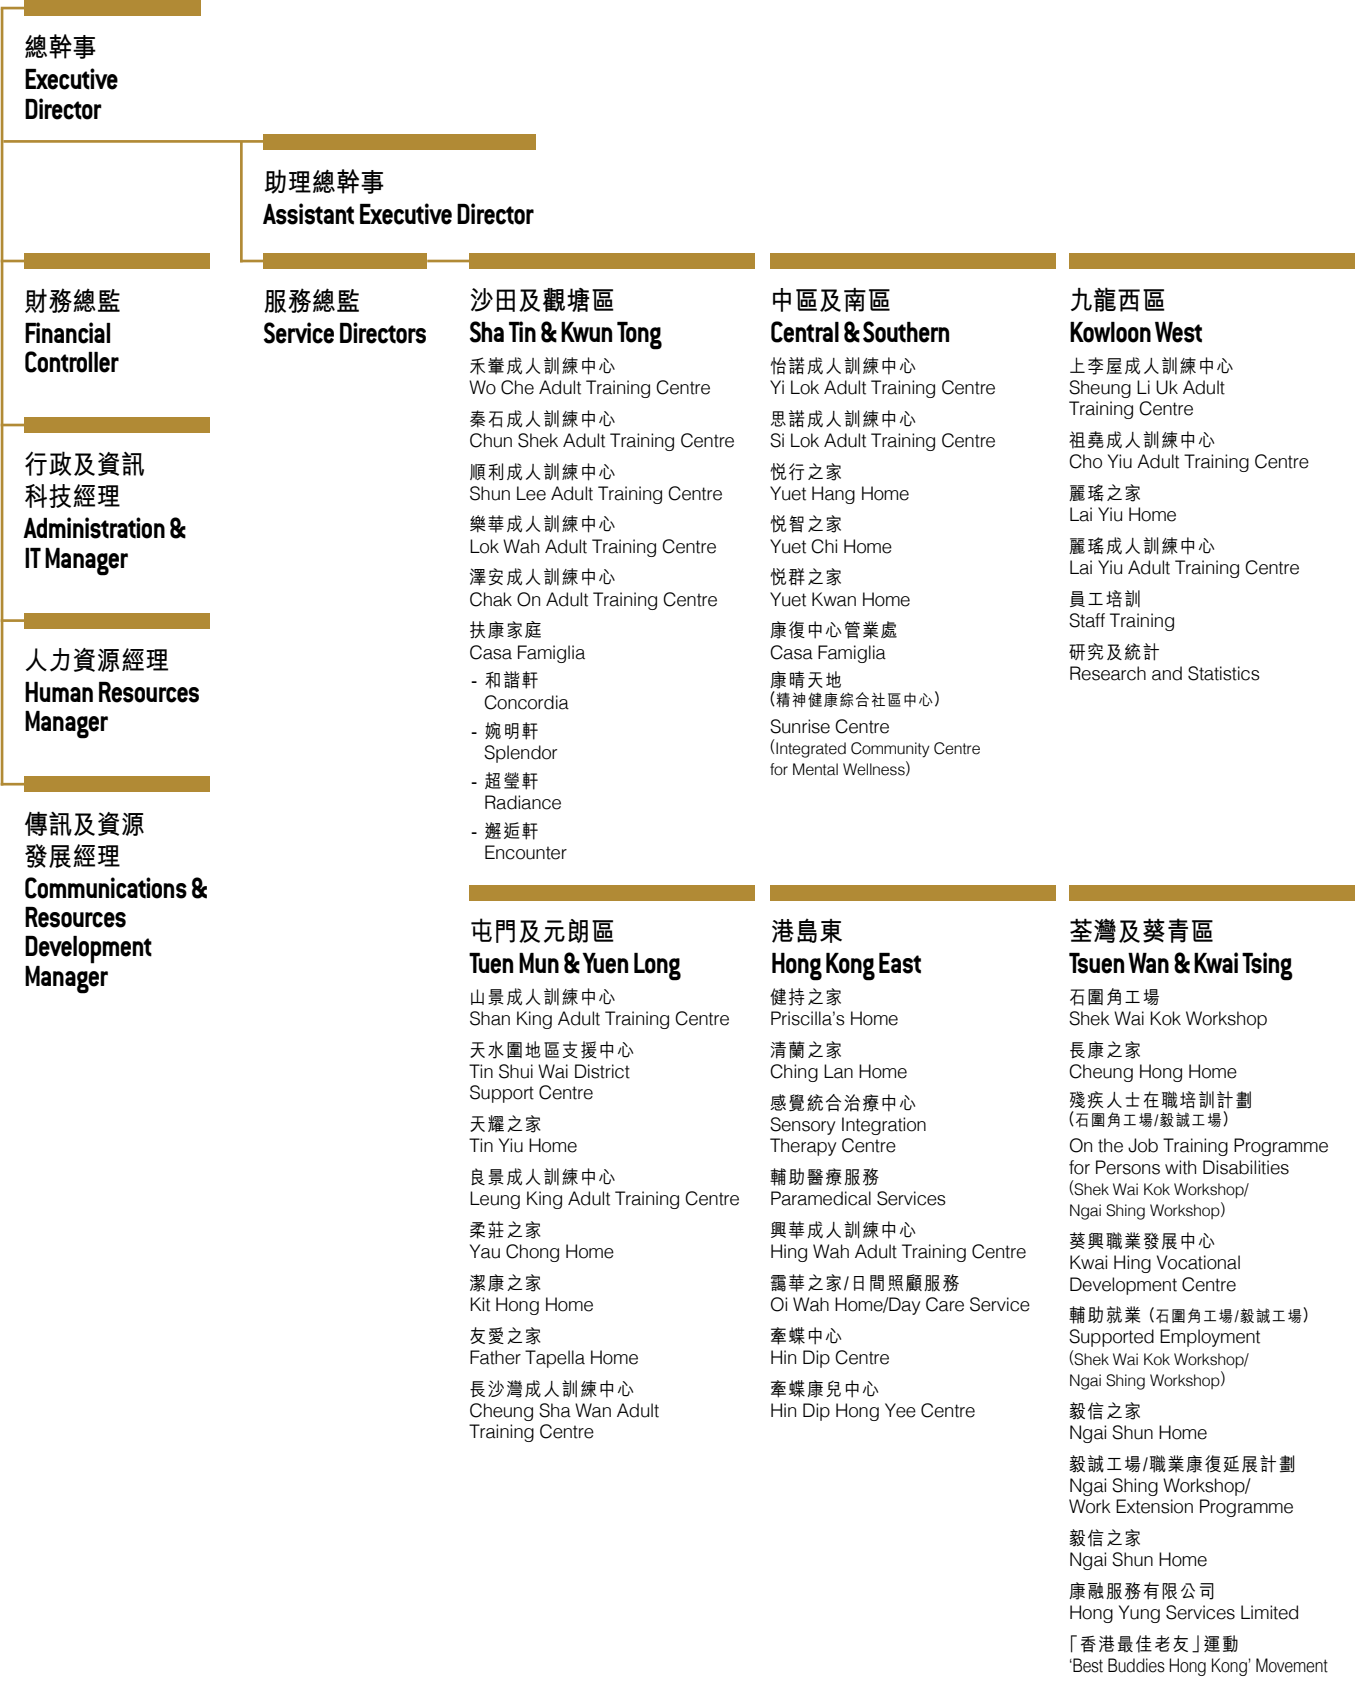 總幹事
Executive
Director
助理總幹事
Assistant Executive Director
財務總監
Financial
Controller
行政及資訊
科技經理
Administration &
IT Manager
人力資源經理
Human Resources
Manager
傳訊及資源
發展經理
Communications &
Resources
Development
Manager
服務總監
Service Directors
沙田及觀塘區
Sha Tin & Kwun Tong
禾輋成人訓練中心
Wo Che Adult Training Centre
秦石成人訓練中心
Chun Shek Adult Training Centre
順利成人訓練中心
Shun Lee Adult Training Centre
樂華成人訓練中心
Lok Wah Adult Training Centre
澤安成人訓練中心
Chak On Adult Training Centre
扶康家庭
Casa Famiglia
- 和諧軒
Concordia
- 婉明軒
Splendor
- 超瑩軒
Radiance
- 邂逅軒
Encounter
中區及南區
Central & Southern
怡諾成人訓練中心
Yi Lok Adult Training Centre
思諾成人訓練中心
Si Lok Adult Training Centre
悦行之家
Yuet Hang Home
悦智之家
Yuet Chi Home
悦群之家
Yuet Kwan Home
康復中心管業處
Casa Famiglia
康晴天地
(精神健康綜合社區中心)
Sunrise Centre
(Integrated Community Centre
for Mental Wellness)
九龍西區
Kowloon West
上李屋成人訓練中心
Sheung Li Uk Adult
Training Centre
祖堯成人訓練中心
Cho Yiu Adult Training Centre
麗瑤之家
Lai Yiu Home
麗瑤成人訓練中心
Lai Yiu Adult Training Centre
員工培訓
Staff Training
研究及統計
Research and Statistics
屯門及元朗區
Tuen Mun & Yuen Long
山景成人訓練中心
Shan King Adult Training Centre
天水圍地區支援中心
Tin Shui Wai District
Support Centre
天耀之家
Tin Yiu Home
良景成人訓練中心
Leung King Adult Training Centre
柔莊之家
Yau Chong Home
潔康之家
Kit Hong Home
友愛之家
Father Tapella Home
長沙灣成人訓練中心
Cheung Sha Wan Adult
Training Centre
港島東
Hong Kong East
健持之家
Priscilla's Home
清蘭之家
Ching Lan Home
感覺統合治療中心
Sensory Integration
Therapy Centre
輔助醫療服務
Paramedical Services
興華成人訓練中心
Hing Wah Adult Training Centre
靄華之家/日間照顧服務
Oi Wah Home/Day Care Service
牽蝶中心
Hin Dip Centre
牽蝶康兒中心
Hin Dip Hong Yee Centre
荃灣及葵青區
Tsuen Wan & Kwai Tsing
石圍角工場
Shek Wai Kok Workshop
長康之家
Cheung Hong Home
殘疾人士在職培訓計劃
(石圍角工場/毅誠工場)
On the Job Training Programme
for Persons with Disabilities
(Shek Wai Kok Workshop/
Ngai Shing Workshop)
葵興職業發展中心
Kwai Hing Vocational
Development Centre
輔助就業 (石圍角工場/毅誠工場)
Supported Employment
(Shek Wai Kok Workshop/
Ngai Shing Workshop)
毅信之家
Ngai Shun Home
毅誠工場/職業康復延展計劃
Ngai Shing Workshop/
Work Extension Programme
毅信之家
Ngai Shun Home
康融服務有限公司
Hong Yung Services Limited
「香港最佳老友」運動
‘Best Buddies Hong Kong’ Movement